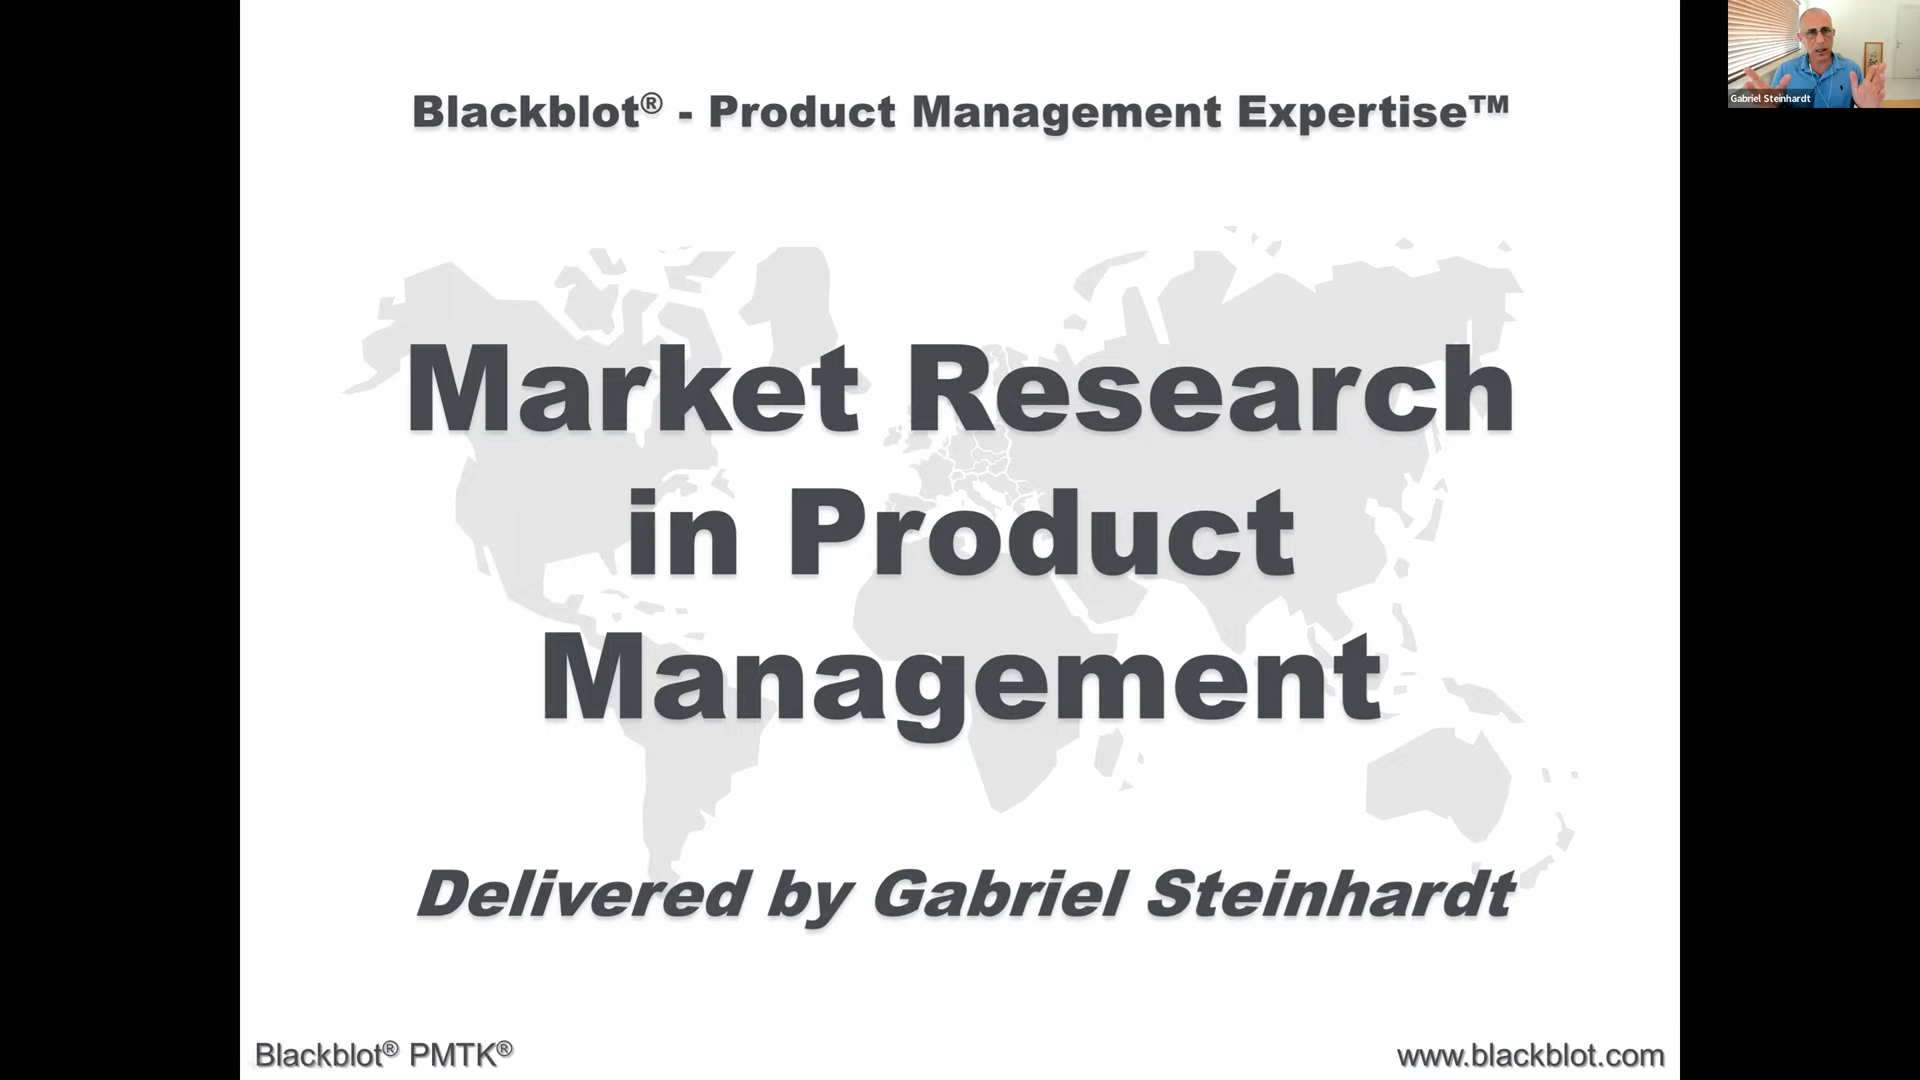 Blackblot® - Product Management Expertise™
Gabriel Steinhardt
Market Research
in Product
Management
Delivered by Gabriel Steinhardt
Blackblot® PMTK®
www.blackblot.com